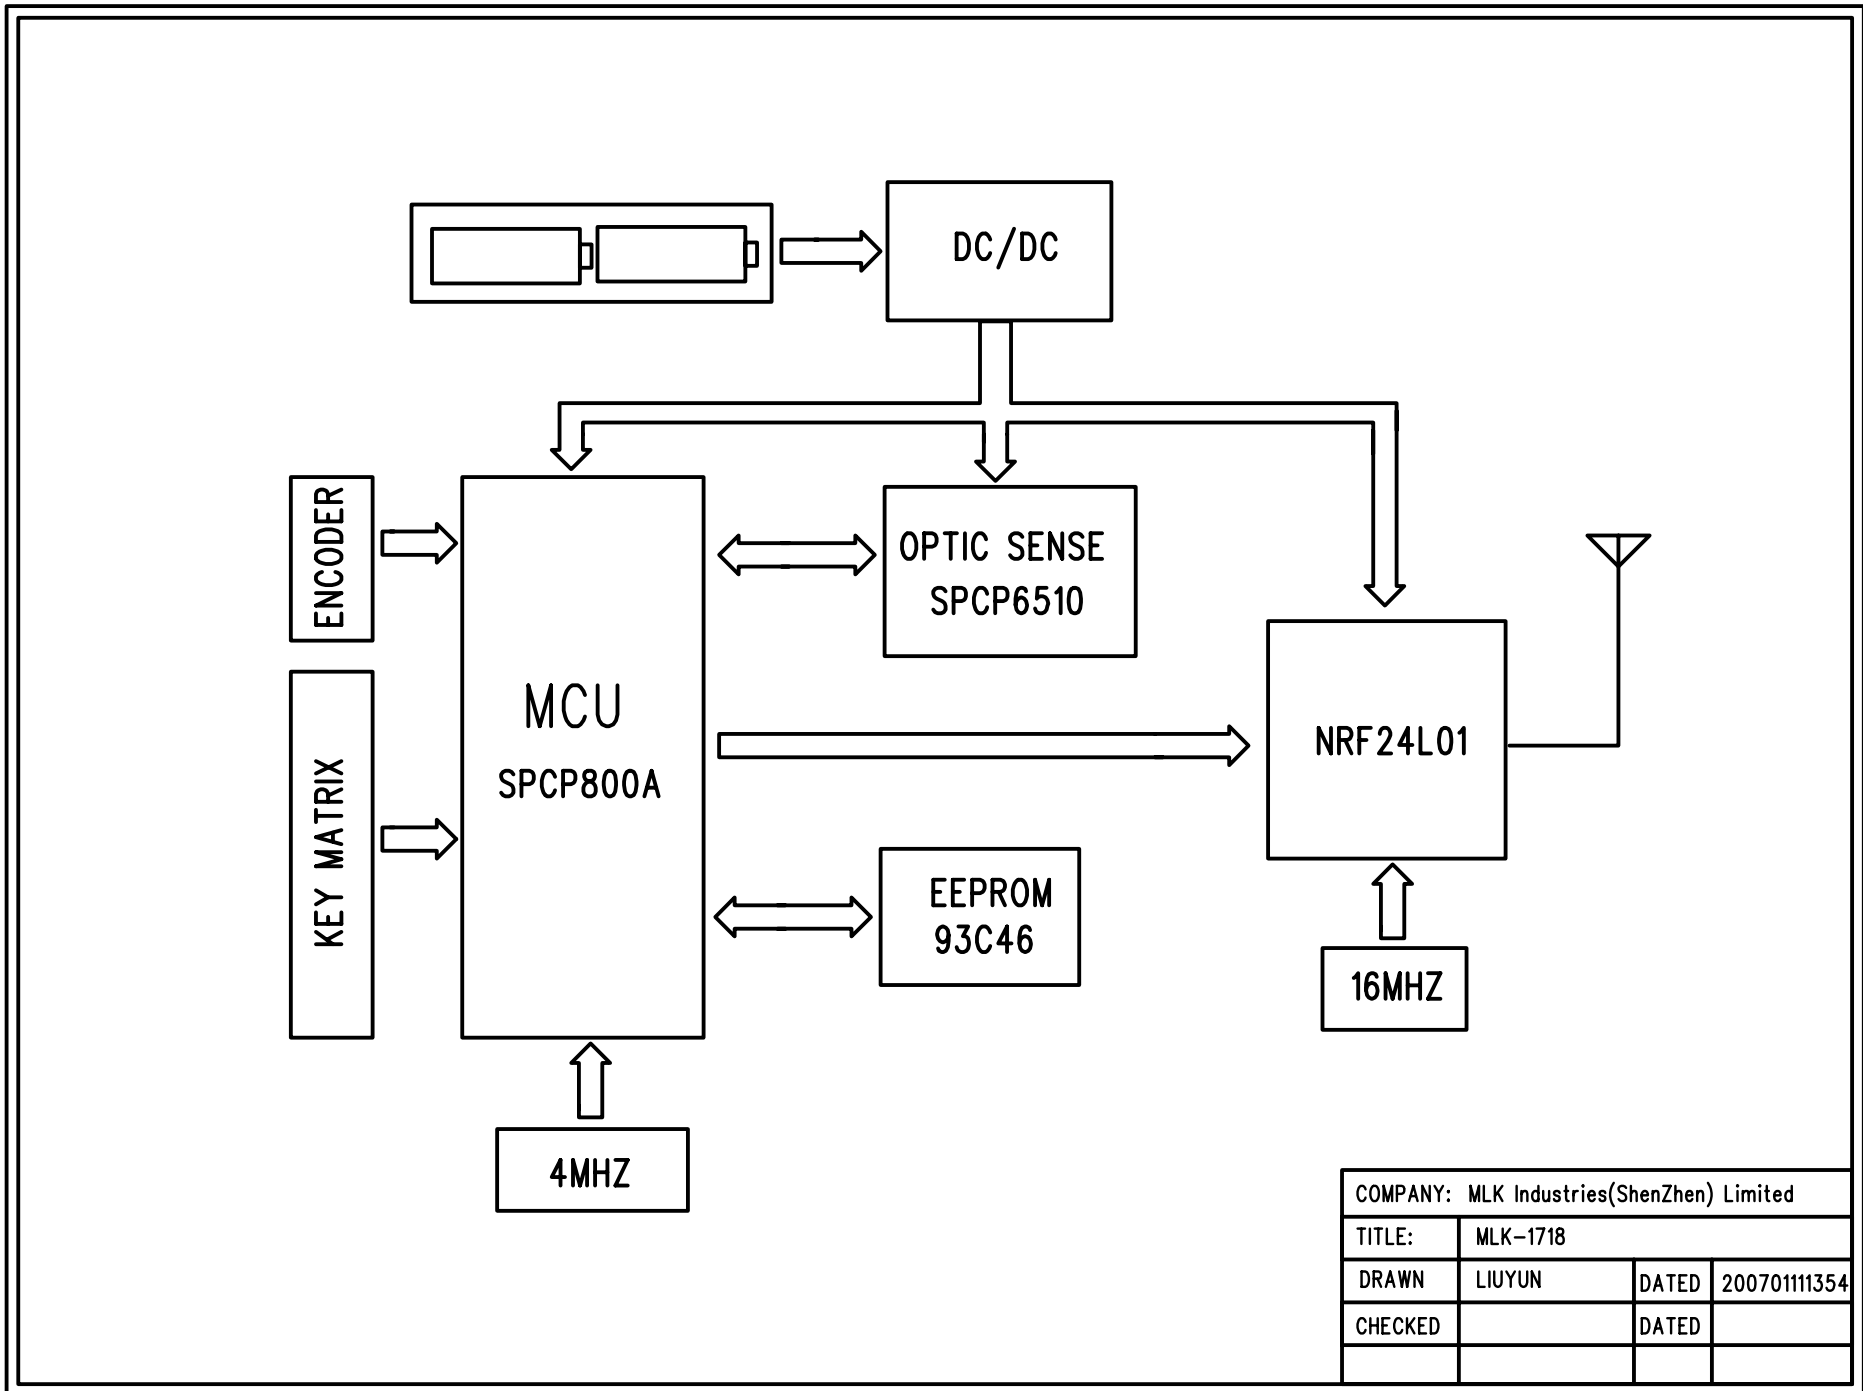 DC/DC
ENCODER
OPTIC SENSE
SPCP6510
MCU
SPCP800A
NRF24L01
KEY MATRIX
EEPROM
93C46
16MHZ
4MHZ
COMPANY: MLK Industries(ShenZhen) Limited
TITLE: MLK-1718
DRAWN LIUYUN DATED 200701111354
CHECKED DATED